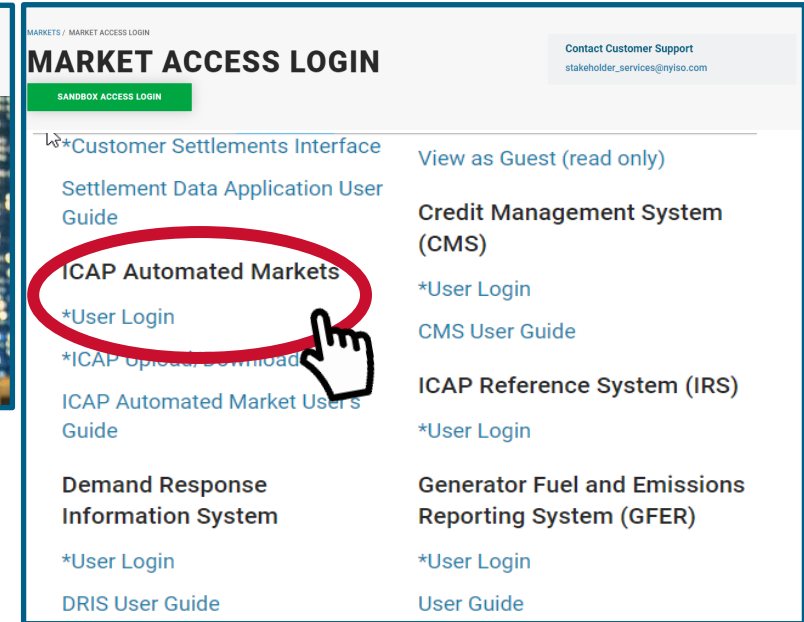 MARKETS / MARKET ACCESS LOGIN
MARKET ACCESS LOGIN
SANDBOX ACCESS LOGIN
Contact Customer Support
stakeholder_services@nyiso.com
*Customer Settlements Interface
Settlement Data Application User
Guide
ICAP Automated Markets
*User Login
*ICAP Upload/Download
ICAP Automated Market User's
Guide
Demand Response
Information System
*User Login
DRIS User Guide
View as Guest (read only)
Credit Management System
(CMS)
*User Login
CMS User Guide
ICAP Reference System (IRS)
*User Login
Generator Fuel and Emissions
Reporting System (GFER)
*User Login
User Guide